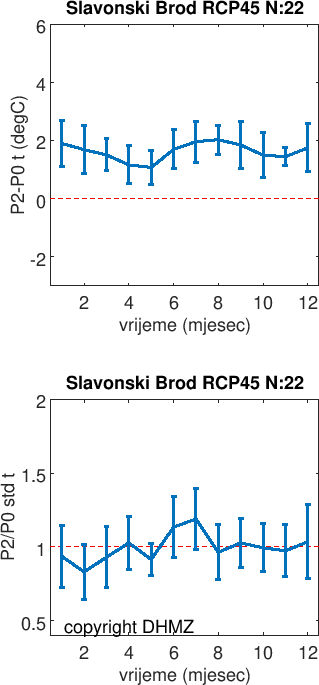 Slavonski Brod RCP45 N:22
6
4
2
0
-2
P2-P0 t (degC)
2 4 6 8 10 12
vrijeme (mjesec)
Slavonski Brod RCP45 N:22
2
1.5
1
0.5
P2/P0 std t
copyright DHMZ
2 4 6 8 10 12
vrijeme (mjesec)